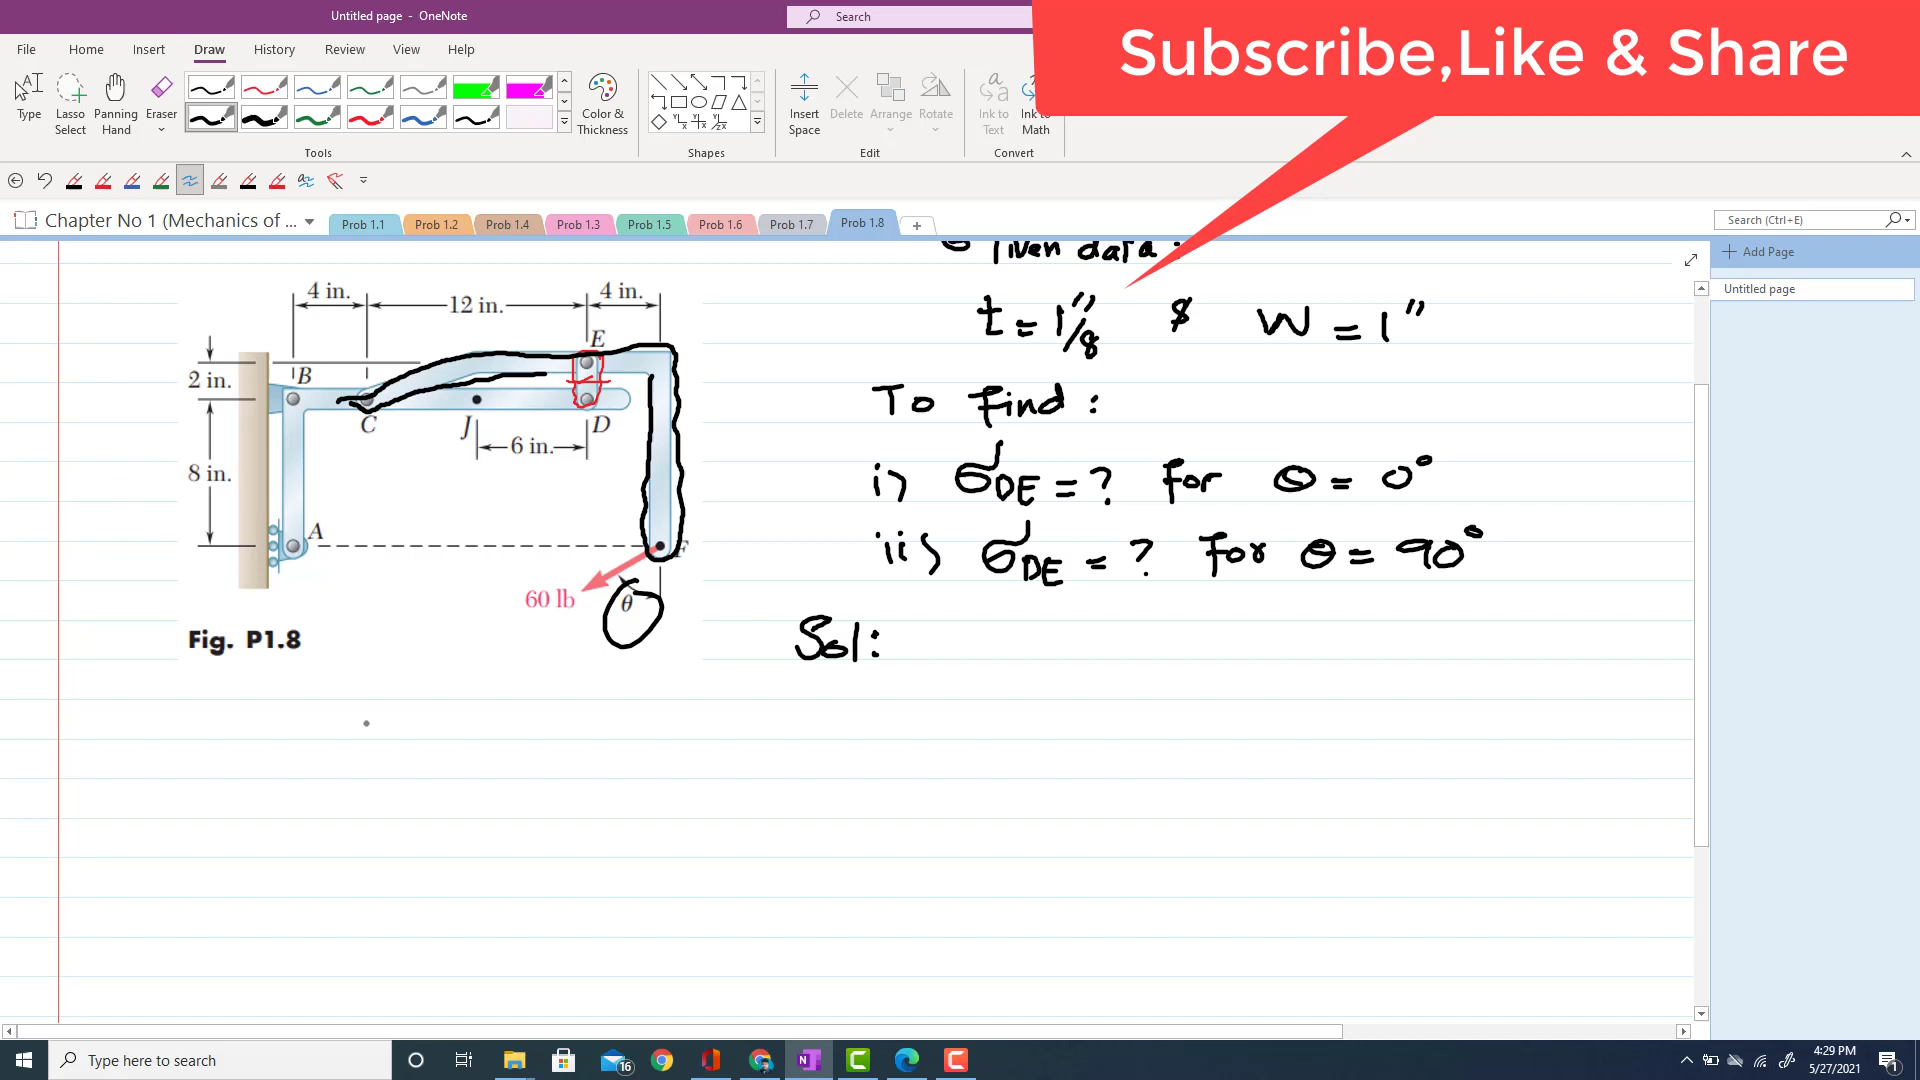 Untitled page - OneNote
Search
Subscribe,Like & Share
File Home Insert Draw History Review View Help
Type
Lasso Select
Panning Hand
Eraser
Color & Thickness
Insert Space
Delete
Arrange
Rotate
Ink to Text
Ink to Math
Tools
Shapes
Edit
Convert
Chapter No 1 (Mechanics of ...
Prob 1.1
Prob 1.2
Prob 1.4
Prob 1.3
Prob 1.5
Prob 1.6
Prob 1.7
Prob 1.8
Search (Ctrl+E)
Add Page
Untitled page
Given data:
t = 1/8" & W = 1"
To Find:
i) σDE = ? For θ = 0°
ii) σDE = ? For θ = 90°
Sol:
4 in.
12 in.
4 in.
E
2 in.
B
C
J
D
6 in.
8 in.
A
F
60 lb
θ
Fig. P1.8
Type here to search
16
4:29 PM
5/27/2021
1